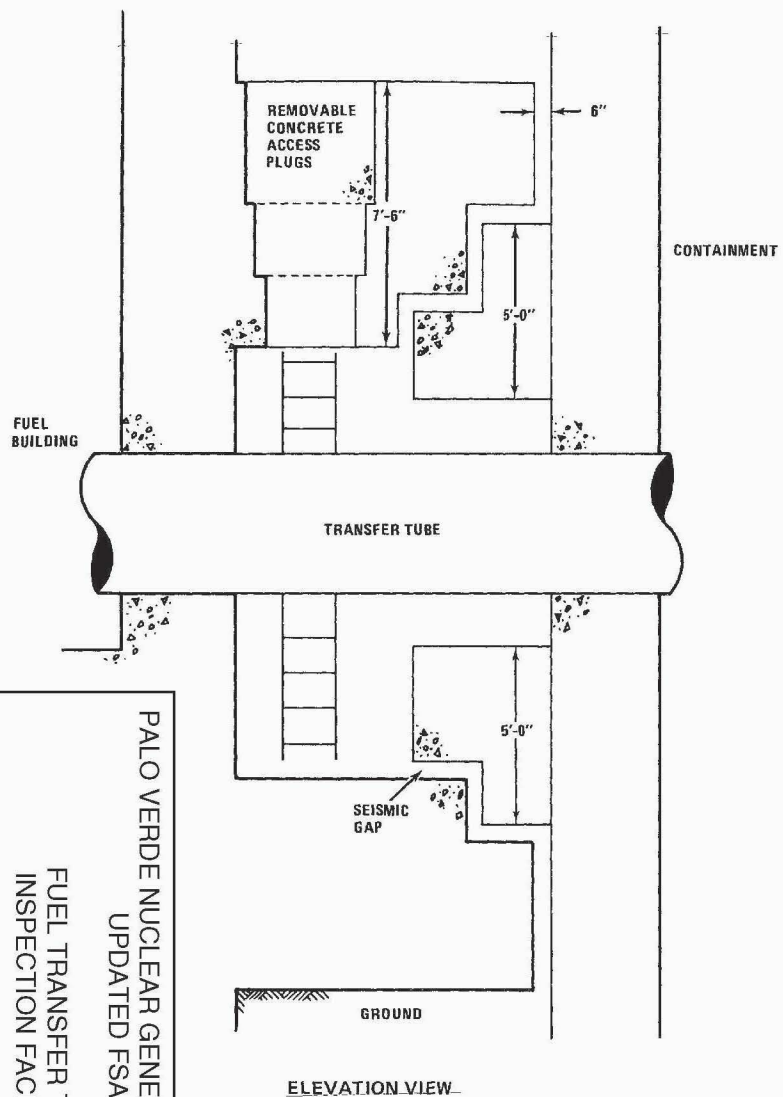 REMOVABLE
CONCRETE
ACCESS
PLUGS
6"
7'-6"
CONTAINMENT
5'-0"
FUEL
BUILDING
TRANSFER TUBE
5'-0"
SEISMIC
GAP
GROUND
ELEVATION VIEW
PALO VERDE NUCLEAR GENE
UPDATED FSA
FUEL TRANSFER
INSPECTION FAC